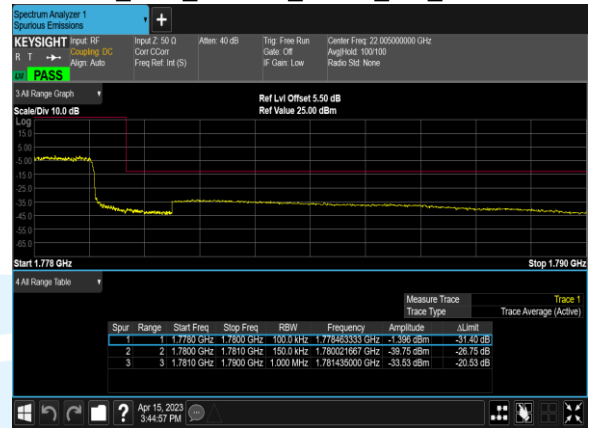 Spectrum Analyzer 1
Spurious Emissions
KEYSIGHT Input: RF Input Z: 50 Ω Atten: 40 dB Trig: Free Run Center Freq: 22.005000000 GHz
R T Coupling: DC Corr CCorr Gate: Off Avg|Hold: 100/100
Align: Auto Freq Ref: Int (S) IF Gain: Low Radio Std: None
PASS
3 All Range Graph
Ref Lvl Offset 5.50 dB
Scale/Div 10.0 dB Ref Value 25.00 dBm
Log
15.0
5.00
-5.00
-15.0
-25.0
-35.0
-45.0
-55.0
-65.0
Start 1.778 GHz Stop 1.790 GHz
4 All Range Table
Measure Trace Trace 1
Trace Type Trace Average (Active)
Spur Range Start Freq Stop Freq RBW Frequency Amplitude ΔLimit
1 1 1.7780 GHz 1.7800 GHz 100.0 kHz 1.778463333 GHz -1.396 dBm -31.40 dB
2 2 1.7800 GHz 1.7810 GHz 150.0 kHz 1.780021667 GHz -39.75 dBm -26.75 dB
3 3 1.7810 GHz 1.7900 GHz 1.000 MHz 1.781435000 GHz -33.53 dBm -20.53 dB
Apr 15, 2023
3:44:57 PM